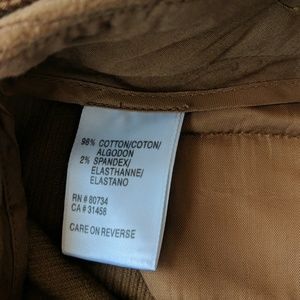 98% COTTON/COTON/
ALGODON
2% SPANDEX/
ELASTHANNE/
ELASTANO
RN # 80734
CA # 31458
CARE ON REVERSE